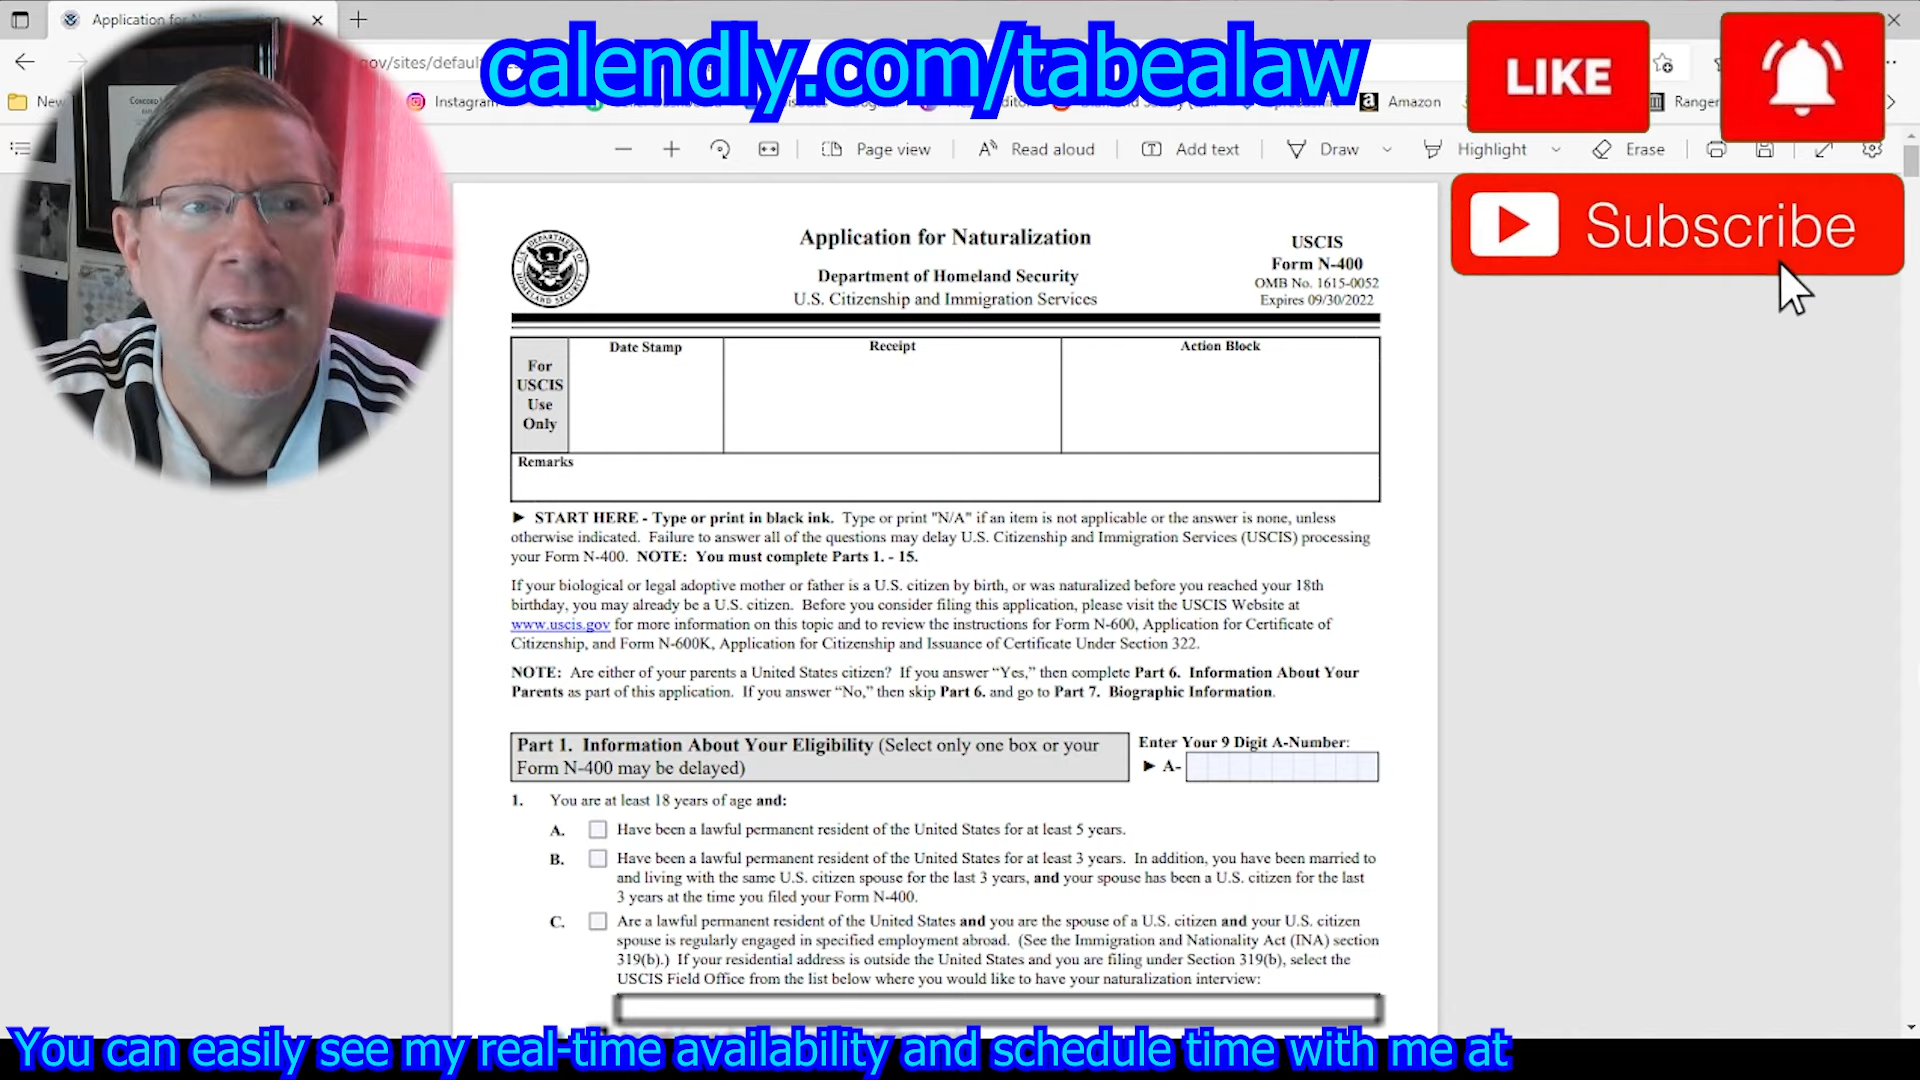 Application for
calendly.com/tabealaw
LIKE
gov/sites/defaul
New
Instagram
Amazon
Ranger
Page view
Read aloud
Add text
Draw
Highlight
Erase
Subscribe
Application for Naturalization
Department of Homeland Security
U.S. Citizenship and Immigration Services
USCIS
Form N-400
OMB No. 1615-0052
Expires 09/30/2022
For
USCIS
Use
Only
Date Stamp
Receipt
Action Block
Remarks
► START HERE - Type or print in black ink. Type or print "N/A" if an item is not applicable or the answer is none, unless
otherwise indicated. Failure to answer all of the questions may delay U.S. Citizenship and Immigration Services (USCIS) processing
your Form N-400. NOTE: You must complete Parts 1. - 15.
If your biological or legal adoptive mother or father is a U.S. citizen by birth, or was naturalized before you reached your 18th
birthday, you may already be a U.S. citizen. Before you consider filing this application, please visit the USCIS Website at
www.uscis.gov for more information on this topic and to review the instructions for Form N-600, Application for Certificate of
Citizenship, and Form N-600K, Application for Citizenship and Issuance of Certificate Under Section 322.
NOTE: Are either of your parents a United States citizen? If you answer “Yes,” then complete Part 6. Information About Your
Parents as part of this application. If you answer “No,” then skip Part 6. and go to Part 7. Biographic Information.
Part 1. Information About Your Eligibility (Select only one box or your
Form N-400 may be delayed)
Enter Your 9 Digit A-Number:
► A-
1. You are at least 18 years of age and:
A. Have been a lawful permanent resident of the United States for at least 5 years.
B. Have been a lawful permanent resident of the United States for at least 3 years. In addition, you have been married to
and living with the same U.S. citizen spouse for the last 3 years, and your spouse has been a U.S. citizen for the last
3 years at the time you filed your Form N-400.
C. Are a lawful permanent resident of the United States and you are the spouse of a U.S. citizen and your U.S. citizen
spouse is regularly engaged in specified employment abroad. (See the Immigration and Nationality Act (INA) section
319(b).) If your residential address is outside the United States and you are filing under Section 319(b), select the
USCIS Field Office from the list below where you would like to have your naturalization interview:
You can easily see my real-time availability and schedule time with me at